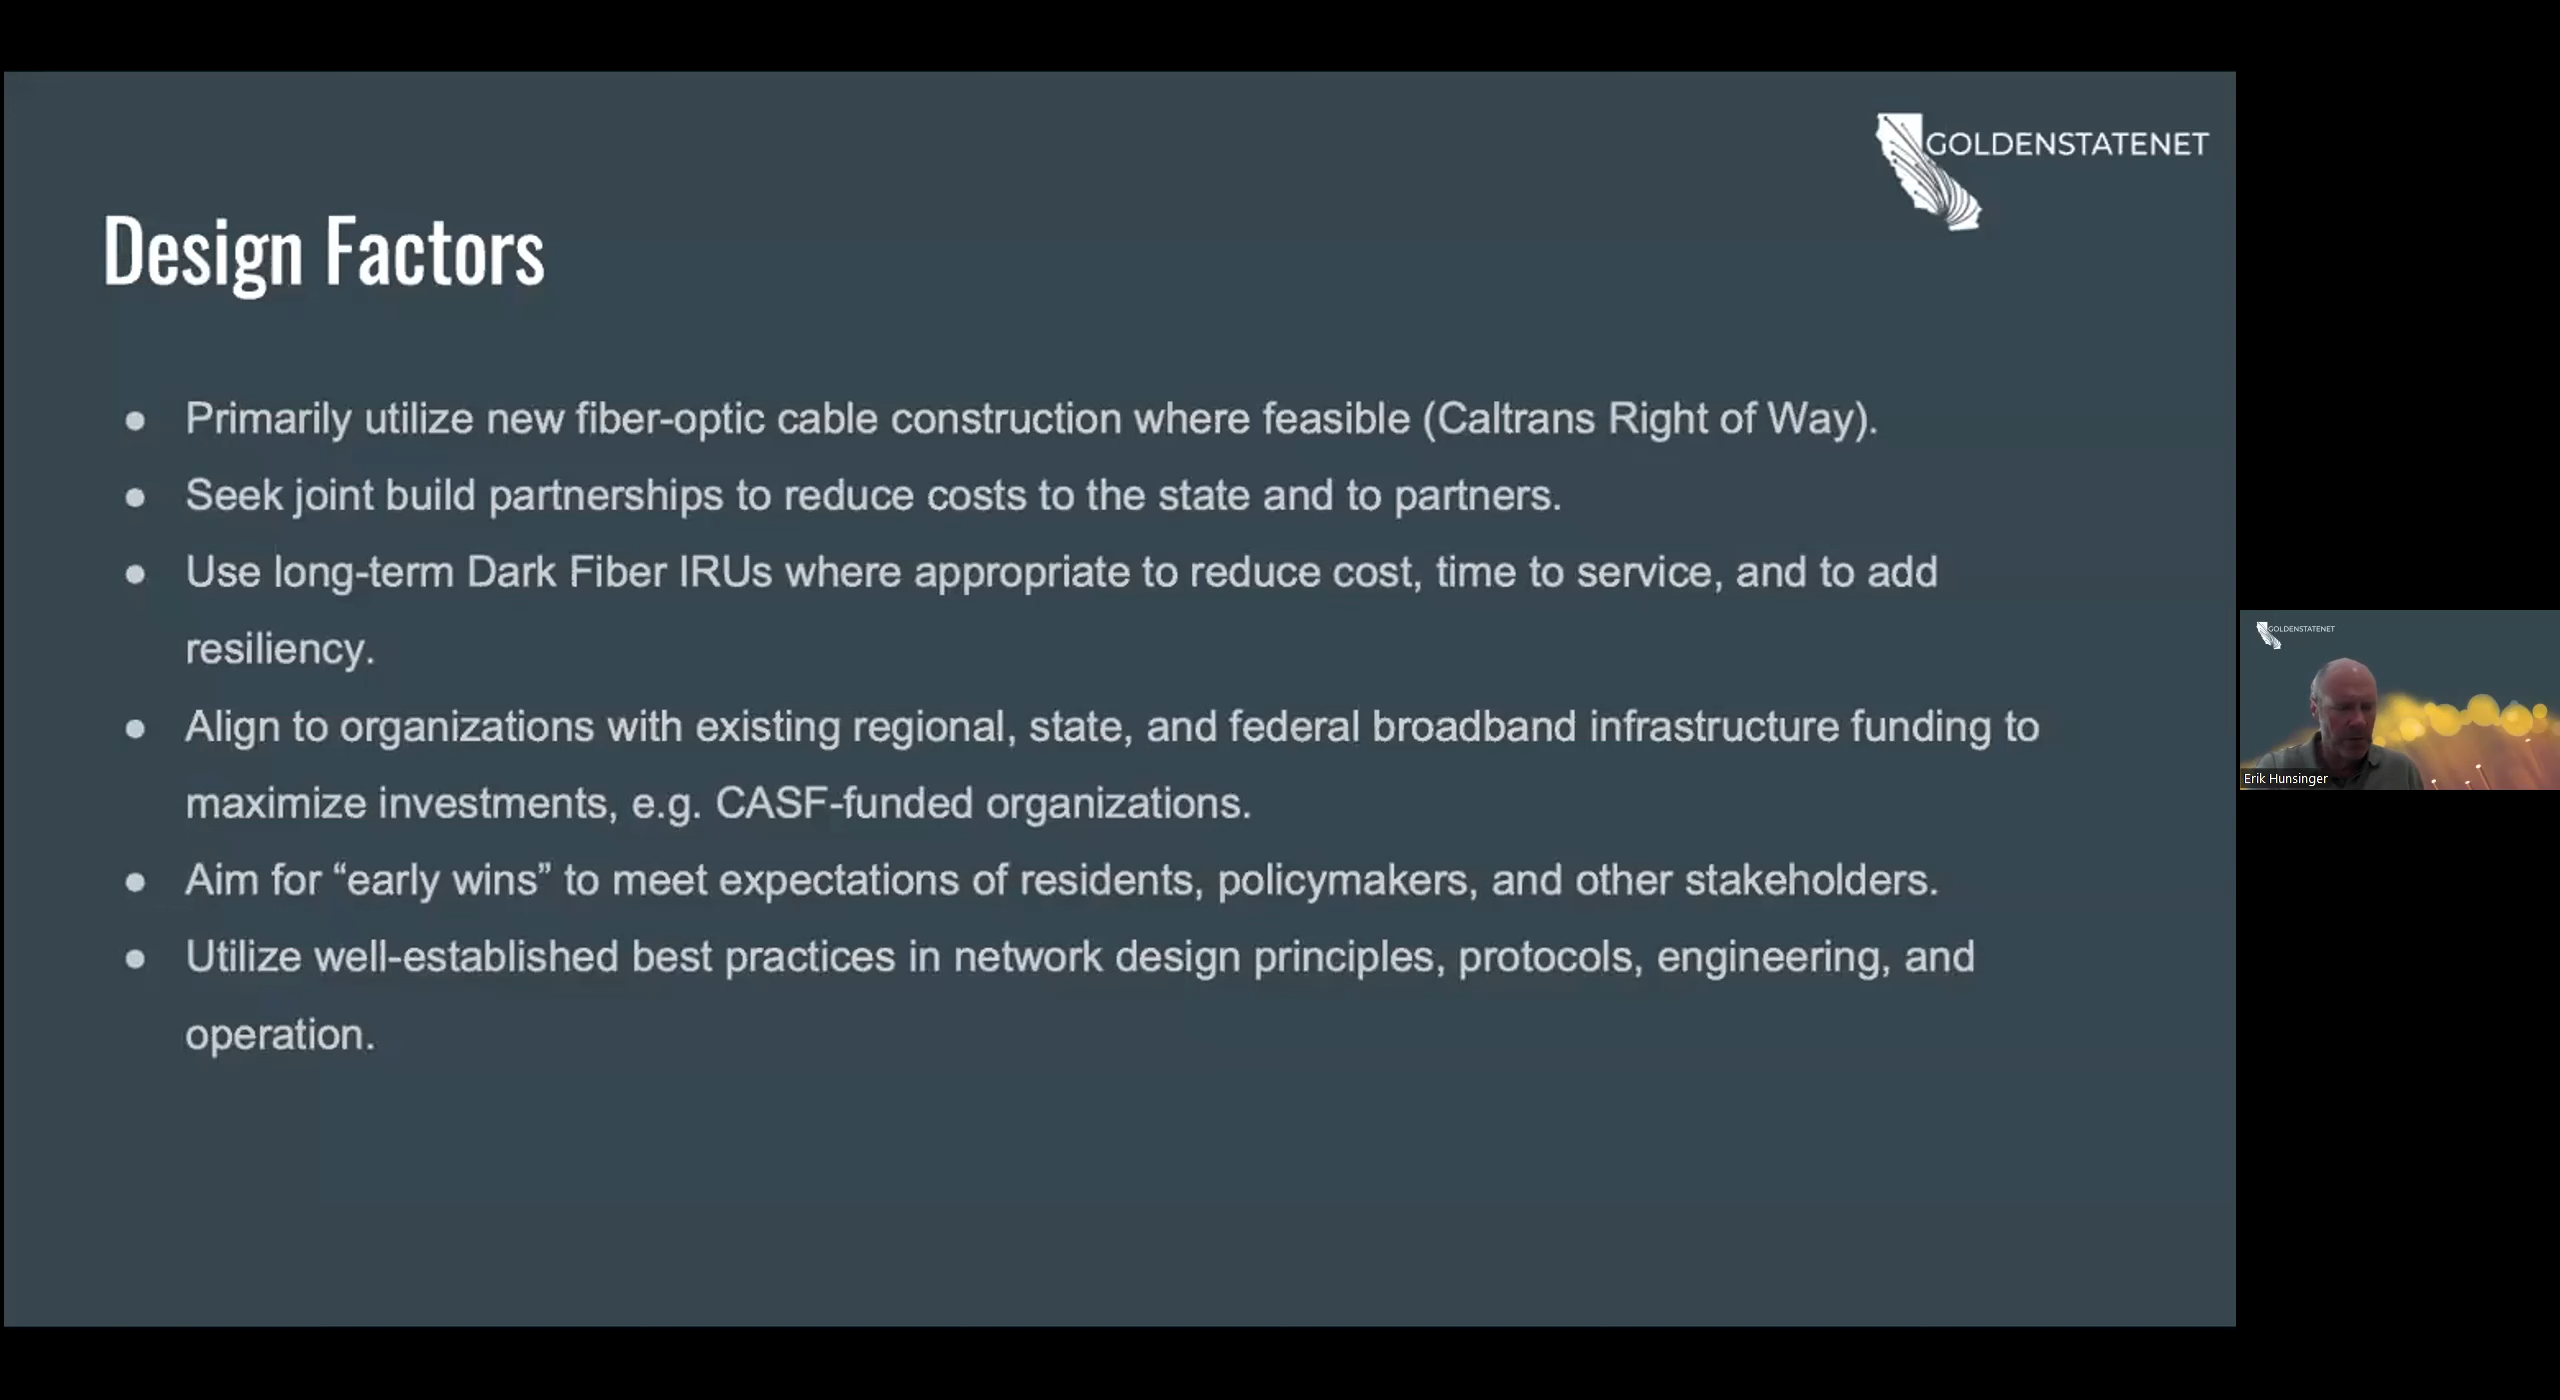 GOLDENSTATENET
Design Factors
● Primarily utilize new fiber-optic cable construction where feasible (Caltrans Right of Way).
● Seek joint build partnerships to reduce costs to the state and to partners.
● Use long-term Dark Fiber IRUs where appropriate to reduce cost, time to service, and to add
resiliency.
● Align to organizations with existing regional, state, and federal broadband infrastructure funding to
maximize investments, e.g. CASF-funded organizations.
● Aim for “early wins” to meet expectations of residents, policymakers, and other stakeholders.
● Utilize well-established best practices in network design principles, protocols, engineering, and
operation.
GOLDENSTATENET
Erik Hunsinger